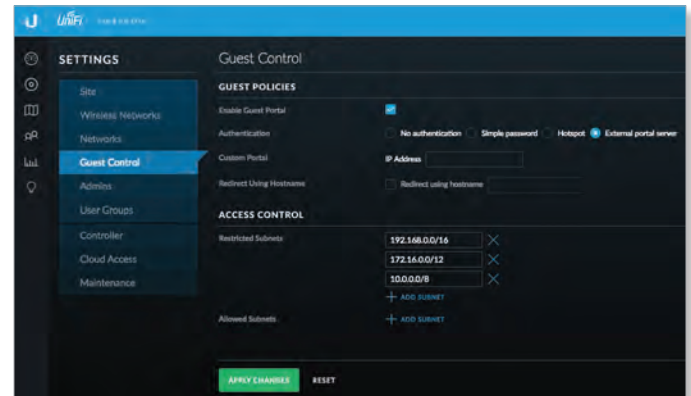 U UniFi
SETTINGS
Guest Control
Site
Wireless Networks
Networks
Guest Control
Admins
User Groups
Controller
Cloud Access
Maintenance
GUEST POLICIES
Enable Guest Portal
Authentication No authentication Simple password Hotspot External portal server
Custom Portal IP Address
Redirect Using Hostname Redirect using hostname
ACCESS CONTROL
Restricted Subnets 192.168.0.0/16
172.16.0.0/12
10.0.0.0/8
ADD SUBNET
Allowed Subnets ADD SUBNET
APPLY CHANGES RESET